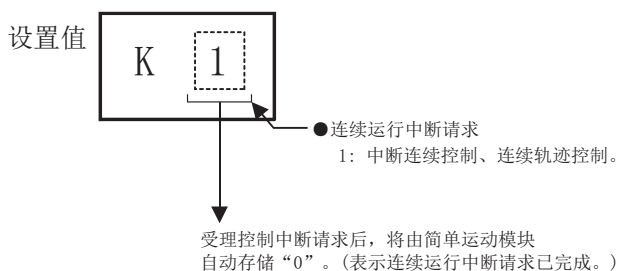 设置值
K 1
●连续运行中断请求
1: 中断连续控制、连续轨迹控制。
受理控制中断请求后，将由简单运动模块
自动存储“0”。(表示连续运行中断请求已完成。)